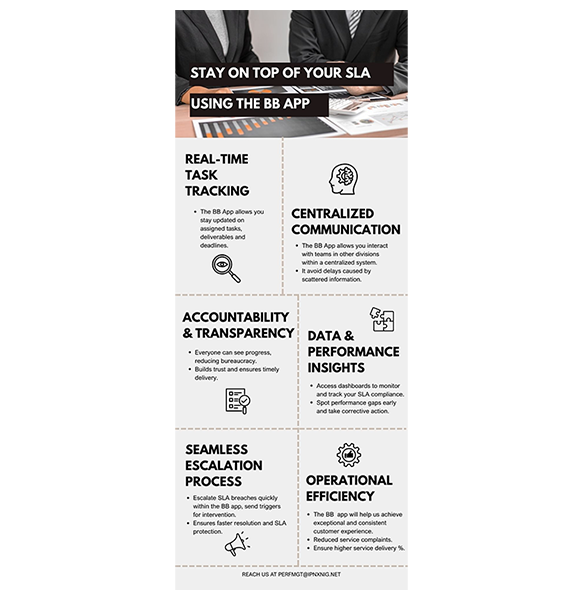 STAY ON TOP OF YOUR SLA
USING THE BB APP
REAL-TIME
TASK
TRACKING
• The BB App allows you
stay updated on
assigned tasks,
deliverables and
deadlines.
CENTRALIZED
COMMUNICATION
• The BB App allows you interact
with teams in other divisions
within a centralized system.
• It avoid delays caused by
scattered information.
ACCOUNTABILITY
& TRANSPARENCY
• Everyone can see progress,
reducing bureaucracy.
• Builds trust and ensures timely
delivery.
DATA &
PERFORMANCE
INSIGHTS
• Access dashboards to monitor
and track your SLA compliance.
• Spot performance gaps early
and take corrective action.
SEAMLESS
ESCALATION
PROCESS
• Escalate SLA breaches quickly
within the BB app, send triggers
for intervention.
• Ensures faster resolution and SLA
protection.
OPERATIONAL
EFFICIENCY
• The BB app will help us achieve
exceptional and consistent
customer experience.
• Reduced service complaints.
• Ensure higher service delivery %.
REACH US AT PERFMGT@IPNXNIG.NET